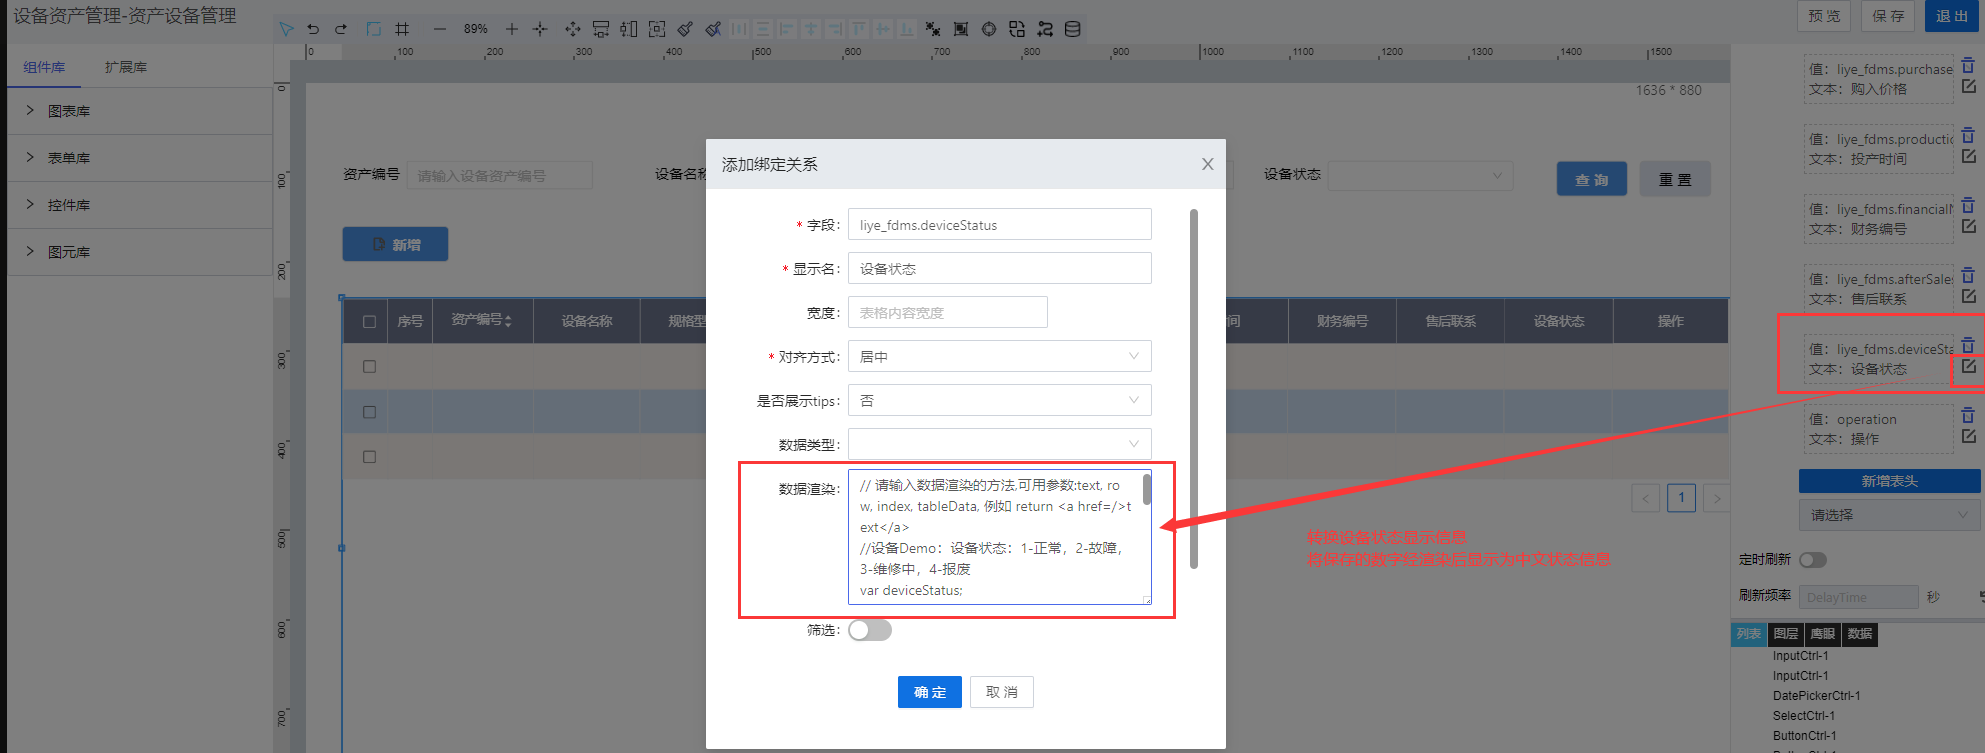 设备资产管理-资产设备管理
89%
预 览
保 存
退 出
组件库
扩展库
图表库
表单库
控件库
图元库
0
100
200
300
400
500
600
700
800
900
1000
1100
1200
1300
1400
1500
0
100
200
300
400
500
600
700
1636 * 880
资产编号
请输入设备资产编号
设备名称
设备状态
查 询
重 置
新增
序号
资产编号
设备名称
规格型
间
财务编号
售后联系
设备状态
操作
1
添加绑定关系
* 字段：
liye_fdms.deviceStatus
* 显示名：
设备状态
宽度：
表格内容宽度
* 对齐方式：
居中
是否展示tips：
否
数据类型：
数据渲染：
// 请输入数据渲染的方法,可用参数:text, ro
w, index, tableData, 例如 return <a href=/>t
ext</a>
//设备Demo：设备状态：1-正常，2-故障，
3-维修中，4-报废
var deviceStatus;
筛选：
确 定
取 消
转换设备状态显示信息
将保存的数字经渲染后显示为中文状态信息
值：liye_fdms.purchase
文本：购入价格
值：liye_fdms.productic
文本：投产时间
值：liye_fdms.financialN
文本：财务编号
值：liye_fdms.afterSales
文本：售后联系
值：liye_fdms.deviceSta
文本：设备状态
值：operation
文本：操作
新增表头
请选择
定时刷新
刷新频率
DelayTime
秒
列表
图层
鹰眼
数据
InputCtrl-1
InputCtrl-1
DatePickerCtrl-1
SelectCtrl-1
ButtonCtrl-1